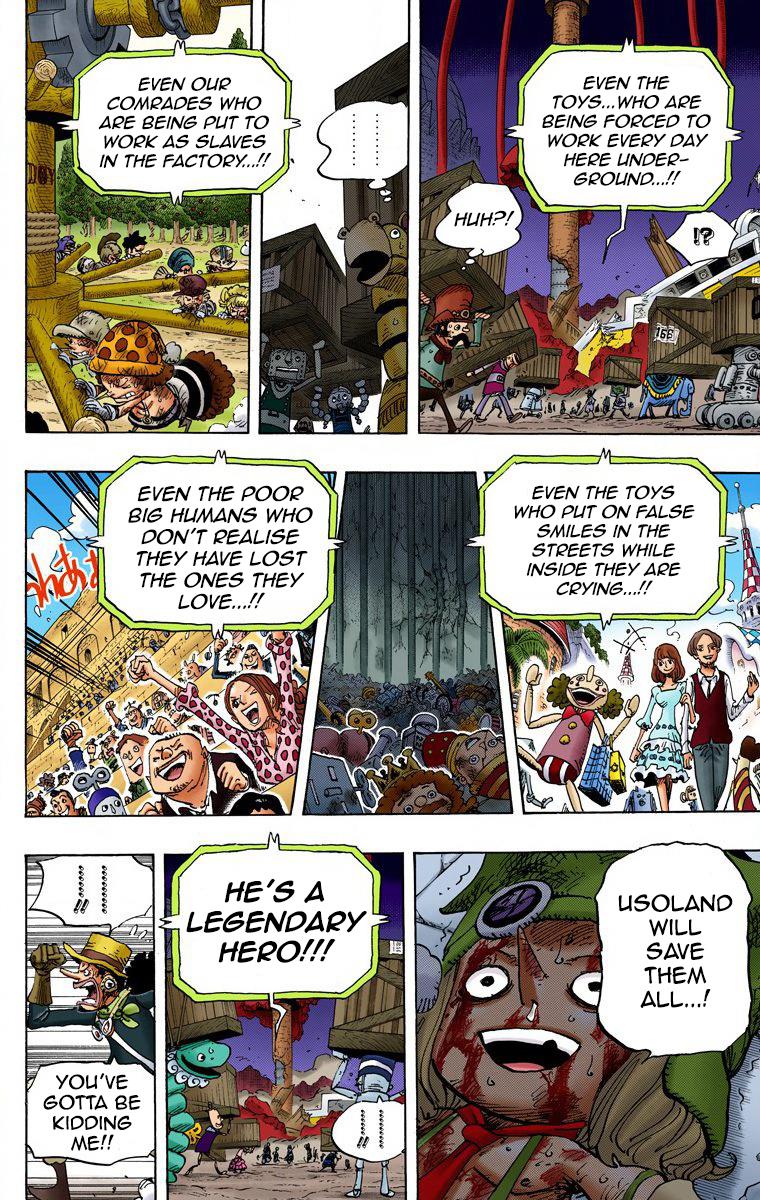 EVEN THE
TOYS...WHO ARE
BEING FORCED TO
WORK EVERY DAY
HERE UNDER-
GROUND...!!
HUH?!
!?
166
EVEN OUR
COMRADES WHO
ARE BEING PUT TO
WORK AS SLAVES
IN THE FACTORY...!!
EVEN THE TOYS
WHO PUT ON FALSE
SMILES IN THE
STREETS WHILE
INSIDE THEY ARE
CRYING...!!
EVEN THE POOR
BIG HUMANS WHO
DON'T REALISE
THEY HAVE LOST
THE ONES THEY
LOVE...!!
USOLAND
WILL
SAVE
THEM
ALL...!
HE'S A
LEGENDARY
HERO!!!
!!
!!
YOU'VE
GOTTA BE
KIDDING
ME!!